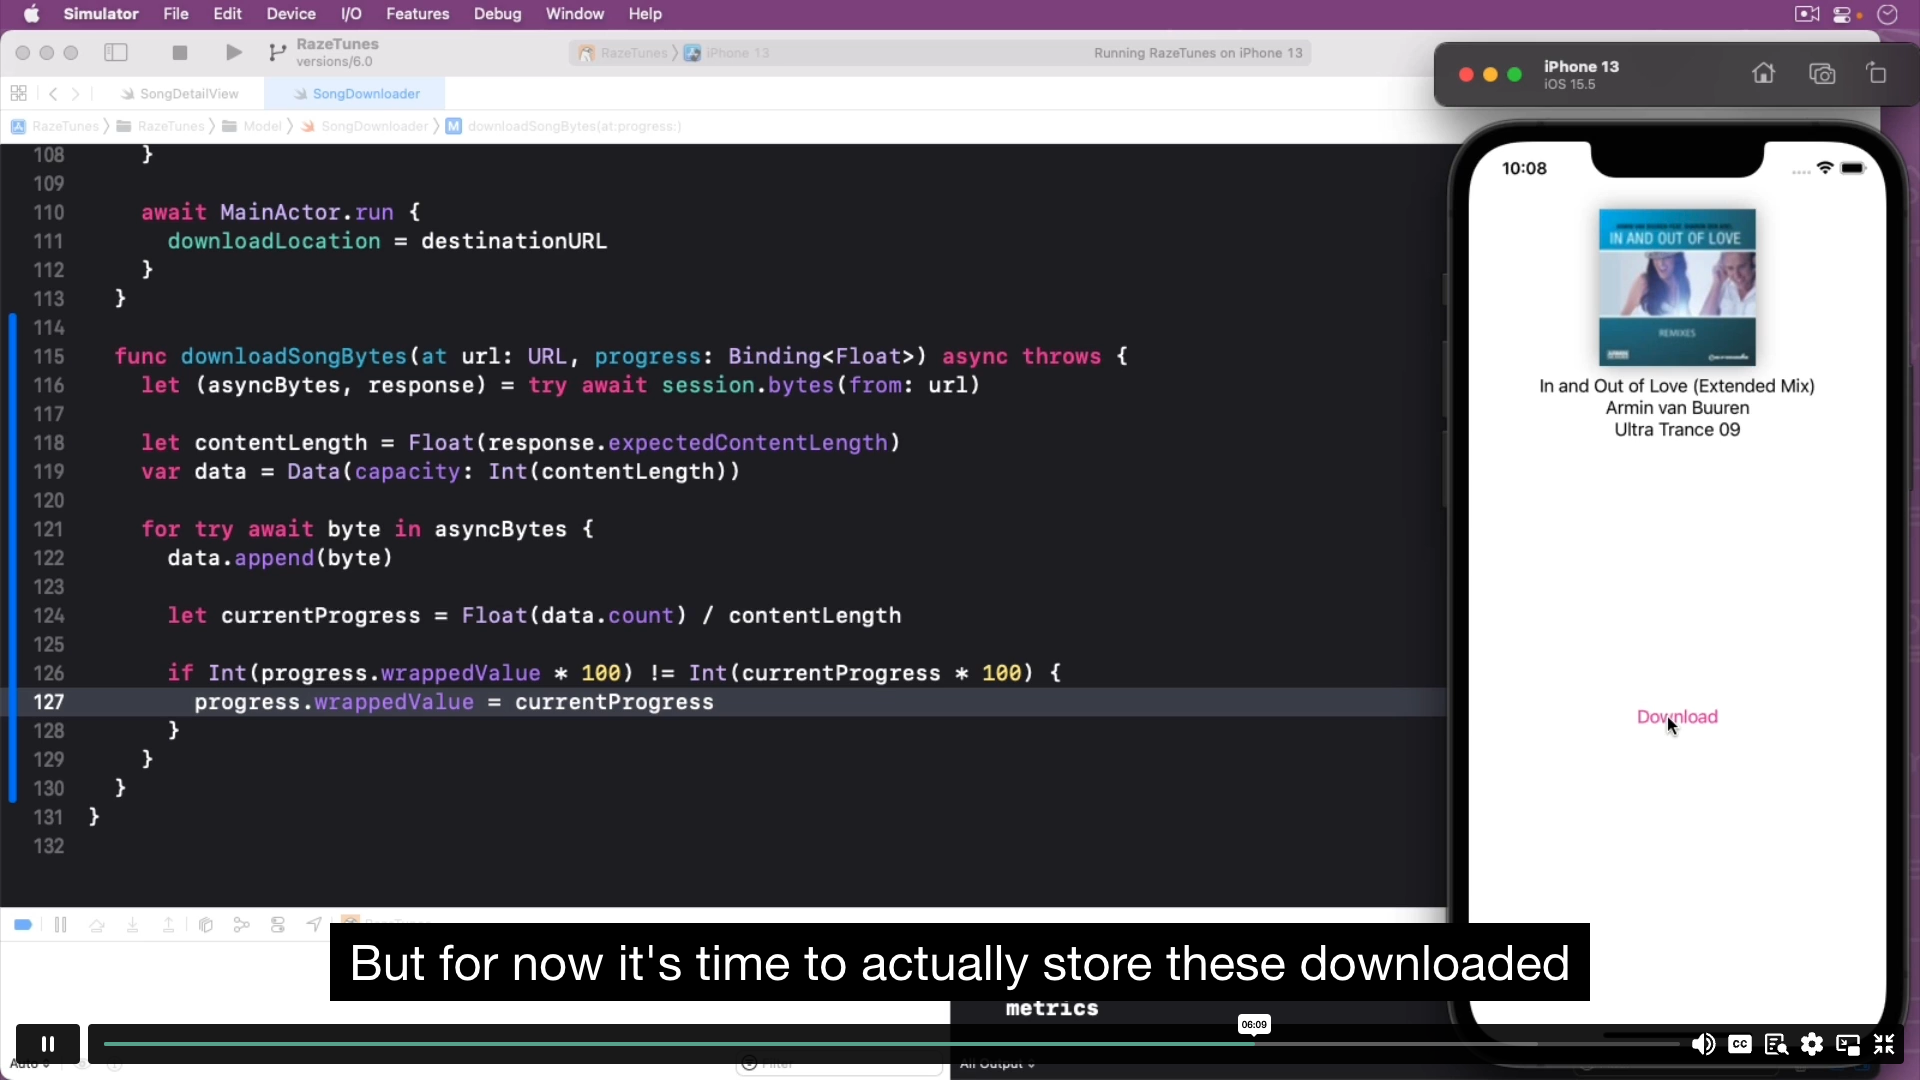 Simulator File Edit Device I/O Features Debug Window Help
RazeTunes
versions/6.0
RazeTunes iPhone 13
Running RazeTunes on iPhone 13
SongDetailView
SongDownloader
RazeTunes RazeTunes Model SongDownloader M downloadSongBytes(at:progress:)
108 }
109
110 await MainActor.run {
111 downloadLocation = destinationURL
112 }
113 }
114
115 func downloadSongBytes(at url: URL, progress: Binding<Float>) async throws {
116 let (asyncBytes, response) = try await session.bytes(from: url)
117
118 let contentLength = Float(response.expectedContentLength)
119 var data = Data(capacity: Int(contentLength))
120
121 for try await byte in asyncBytes {
122 data.append(byte)
123
124 let currentProgress = Float(data.count) / contentLength
125
126 if Int(progress.wrappedValue * 100) != Int(currentProgress * 100) {
127 progress.wrappedValue = currentProgress
128 }
129 }
130 }
131 }
132
iPhone 13
iOS 15.5
10:08
IN AND OUT OF LOVE
REMIXES
In and Out of Love (Extended Mix)
Armin van Buuren
Ultra Trance 09
Download
But for now it's time to actually store these downloaded
metrics
06:09
CC
Auto
Filter
All Output